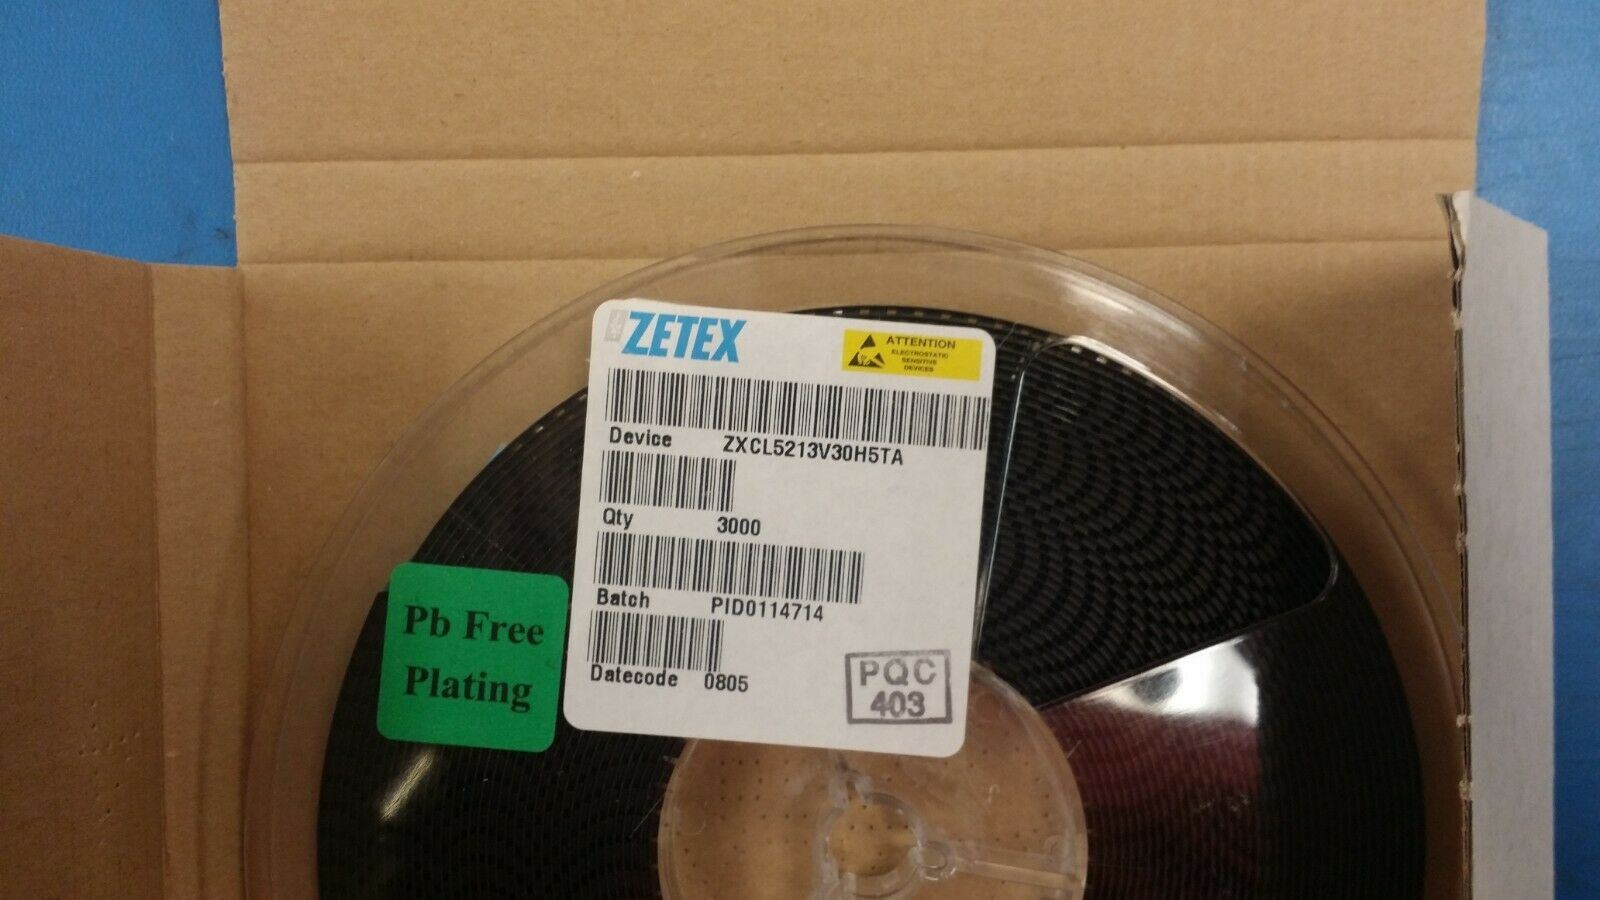 ZETEX
ATTENTION
ELECTROSTATIC
SENSITIVE
DEVICES
Device ZXCL5213V30H5TA
Qty 3000
Batch PID0114714
Datecode 0805
PQC
403
Pb Free
Plating